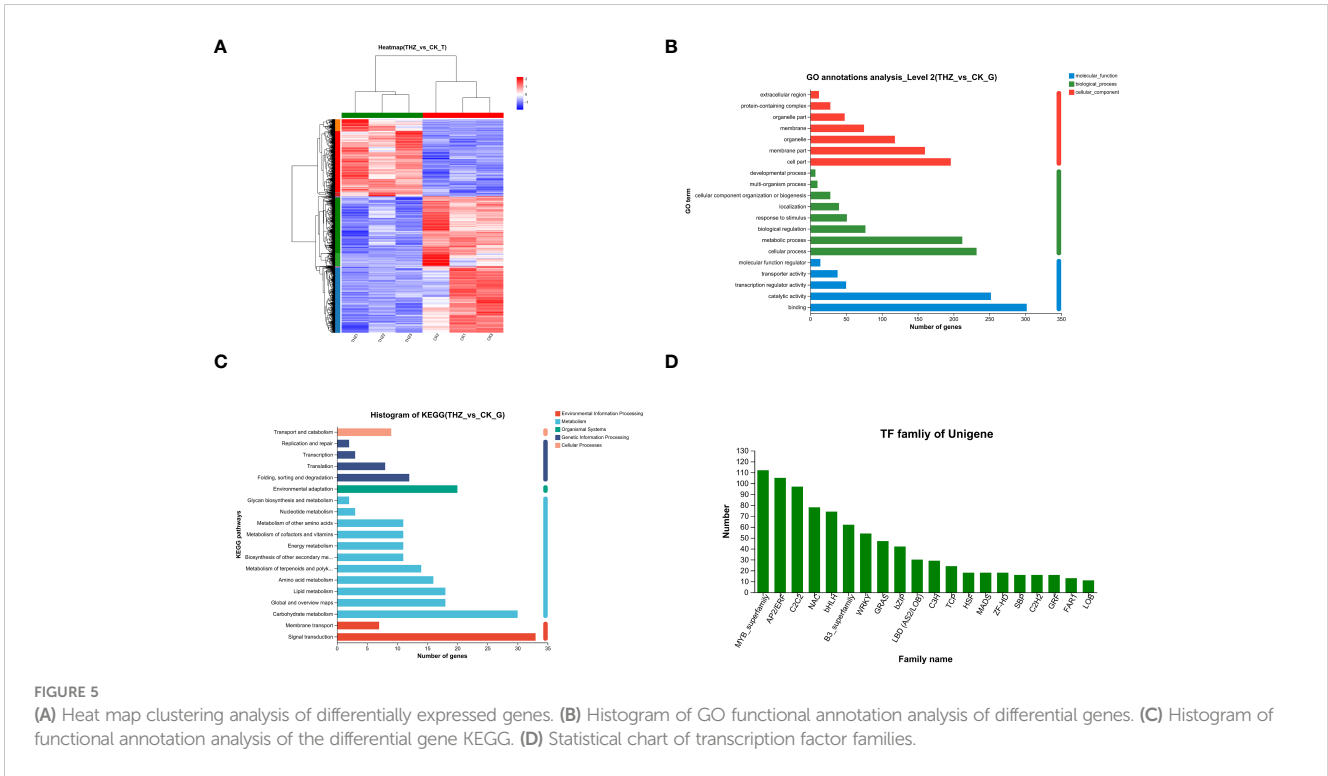 A
Heatmap(THZ_vs_CK_T)
B
GO annotations analysis_Level 2(THZ_vs_CK_G)
molecular_function
biological_process
cellular_component
GO term
extracellular region
protein-containing complex
organelle part
membrane
organelle
membrane part
cell part
developmental process
multi-organism process
cellular component organization or biogenesis
localization
response to stimulus
biological regulation
metabolic process
cellular process
molecular function regulator
transporter activity
transcription regulator activity
catalytic activity
binding
0 50 100 150 200 250 300 350
Number of genes
C
Histogram of KEGG(THZ_vs_CK_G)
Environmental Information Processing
Metabolism
Organismal Systems
Genetic Information Processing
Cellular Processes
KEGG pathways
Transport and catabolism
Replication and repair
Transcription
Translation
Folding, sorting and degradation
Environmental adaptation
Glycan biosynthesis and metabolism
Nucleotide metabolism
Metabolism of other amino acids
Metabolism of cofactors and vitamins
Energy metabolism
Biosynthesis of other secondary me...
Metabolism of terpenoids and polyk...
Amino acid metabolism
Lipid metabolism
Global and overview maps
Carbohydrate metabolism
Membrane transport
Signal transduction
0 5 10 15 20 25 30 35
Number of genes
D
TF famliy of Unigene
Number
130
120
110
100
90
80
70
60
50
40
30
20
10
0
MYB_superfamily
AP2/ERF
C2C2
NAC
bHLH
B3_superfamily
WRKY
GRAS
bZIP
LBD (AS2/LOB)
C3H
TCP
HSF
MADS
ZF-HD
SBP
C2H2
GRF
FAR1
LOB
Family name
FIGURE 5
(A) Heat map clustering analysis of differentially expressed genes. (B) Histogram of GO functional annotation analysis of differential genes. (C) Histogram of
functional annotation analysis of the differential gene KEGG. (D) Statistical chart of transcription factor families.